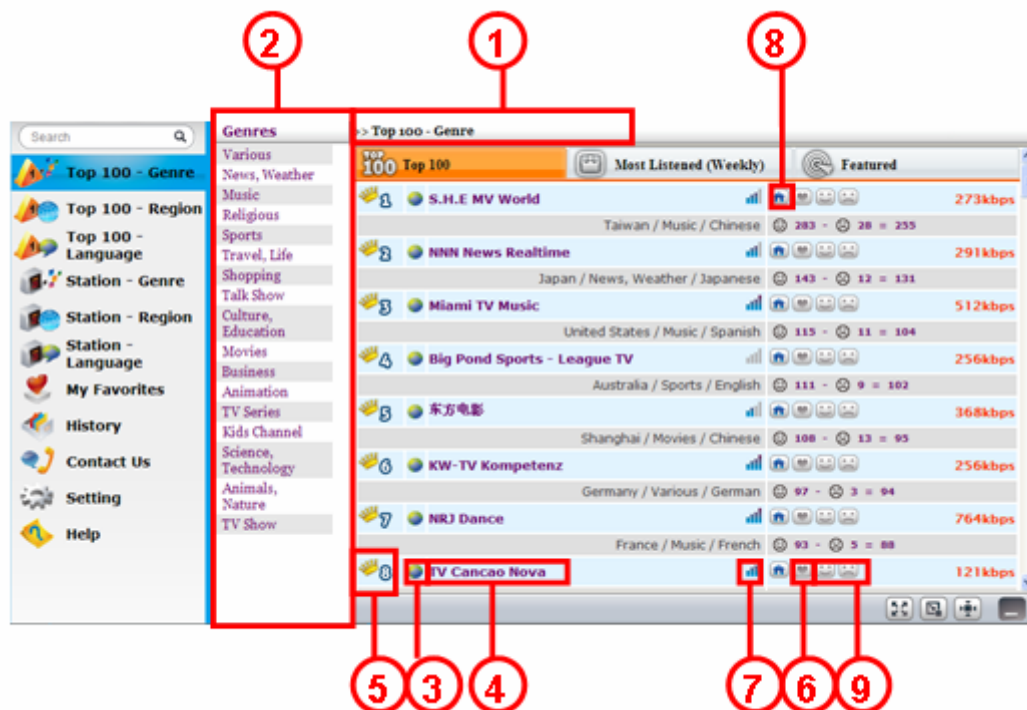 2
1
8
Search
Top 100 - Genre
Top 100 - Region
Top 100 -
Language
Station - Genre
Station - Region
Station -
Language
My Favorites
History
Contact Us
Setting
Help
Genres
Various
News, Weather
Music
Religious
Sports
Travel, Life
Shopping
Talk Show
Culture,
Education
Movies
Business
Animation
TV Series
Kids Channel
Science,
Technology
Animals,
Nature
TV Show
>> Top 100 - Genre
TOP 100 Top 100 Most Listened (Weekly) Featured
1 S.H.E MV World 273kbps
Taiwan / Music / Chinese 283 - 28 = 255
2 NNN News Realtime 291kbps
Japan / News, Weather / Japanese 143 - 12 = 131
3 Miami TV Music 512kbps
United States / Music / Spanish 115 - 11 = 104
4 Big Pond Sports - League TV 256kbps
Australia / Sports / English 111 - 9 = 102
5 东方电影 368kbps
Shanghai / Movies / Chinese 108 - 13 = 95
6 KW-TV Kompetenz 256kbps
Germany / Various / German 97 - 3 = 94
7 NRJ Dance 764kbps
France / Music / French 93 - 5 = 88
8 TV Cancao Nova 121kbps
5 3 4 7 6 9